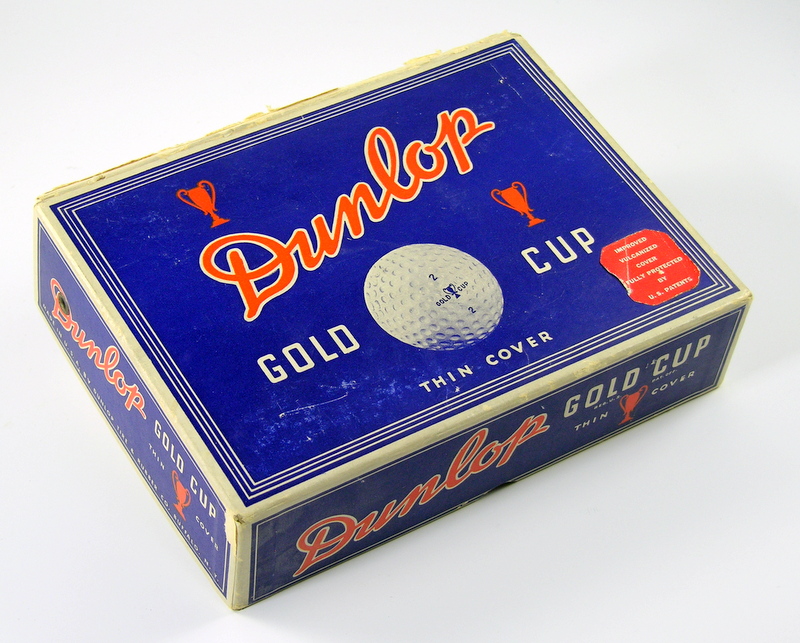 Dunlop
GOLD CUP
2
GOLD CUP
2
THIN COVER
IMPROVED
VULCANIZED
COVER
FULLY PROTECTED
BY
U.S. PATENTS
Dunlop
GOLD CUP
THIN COVER
Dunlop
GOLD CUP
THIN COVER